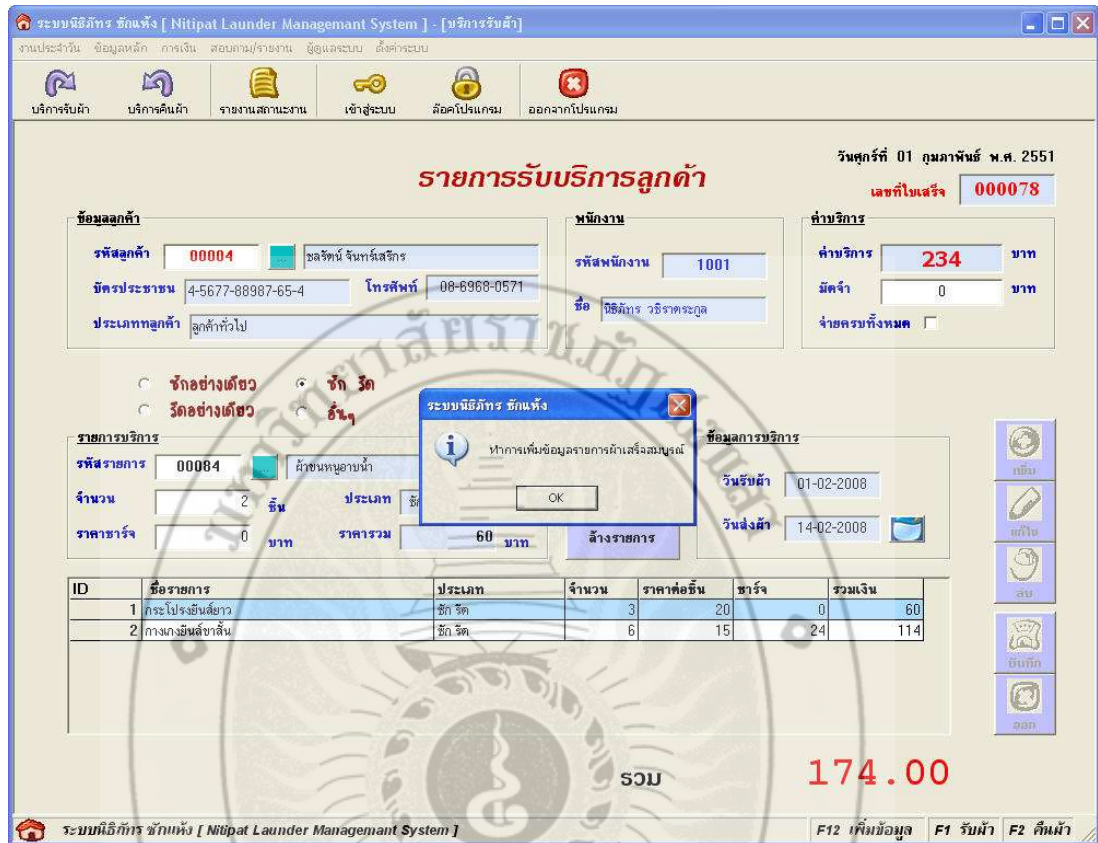 ระบบนิธิภัทร ซักแห้ง [ Nitipat Launder Managemant System ] - [บริการรับผ้า]
งานประจำวัน ข้อมูลหลัก การเงิน สอบถาม/รายงาน ผู้ดูแลระบบ ตั้งค่าระบบ
บริการรับผ้า บริการคืนผ้า รายงานสถานะงาน เข้าสู่ระบบ ล๊อคโปรแกรม ออกจากโปรแกรม
วันศุกร์ที่ 01 กุมภาพันธ์ พ.ศ. 2551
รายการรับบริการลูกค้า
เลขที่ใบเสร็จ 000078
ข้อมูลลูกค้า พนักงาน ค่าบริการ
รหัสลูกค้า 00004 ... ชลรัตน์ จันทร์เสริกร รหัสพนักงาน 1001 ค่าบริการ 234 บาท
บัตรประชาชน 4-5677-88987-65-4 โทรศัพท์ 08-6968-0571 มัดจำ 0 บาท
ประเภททลูกค้า ลูกค้าทั่วไป ชื่อ นิธิภัทร วชิราตระกูล จ่ายครบทั้งหมด
ซักอย่างเดียว ซัก รีด
รีดอย่างเดียว อื่นๆ
ระบบนิธิภัทร ซักแห้ง
ทำการเพิ่มข้อมูลรายการผ้าเสร็จสมบูรณ์
OK
รายการบริการ ข้อมูลการบริการ
รหัสรายการ 00084 ... ผ้าขนหนูอาบน้ำ วันรับผ้า 01-02-2008
จำนวน 2 ชิ้น ประเภท วันส่งผ้า 14-02-2008
ราคาชาร์จ 0 บาท ราคารวม 60 บาท ล้างรายการ
เพิ่ม
แก้ไข
ลบ
บันทึก
ออก
ID ชื่อรายการ ประเภท จำนวน ราคาต่อชิ้น ชาร์จ รวมเงิน
1 กระโปรงยีนส์ยาว ซัก รีด 3 20 0 60
2 กางเกงยีนส์ขาสั้น ซัก รีด 6 15 24 114
รวม 174.00
ระบบนิธิภัทร ซักแห้ง [ Nitipat Launder Managemant System ] F12 เพิ่มข้อมูล F1 รับผ้า F2 คืนผ้า